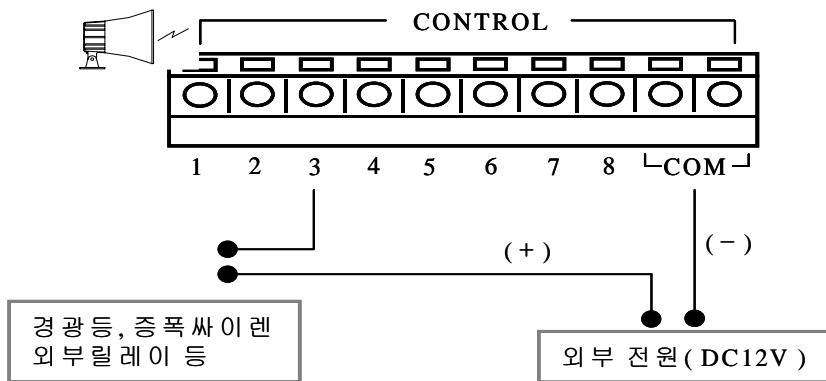 CONTROL
1 2 3 4 5 6 7 8 COM
(+) (-)
경광등, 증폭싸이렌
외부릴레이 등
외부 전원(DC12V)